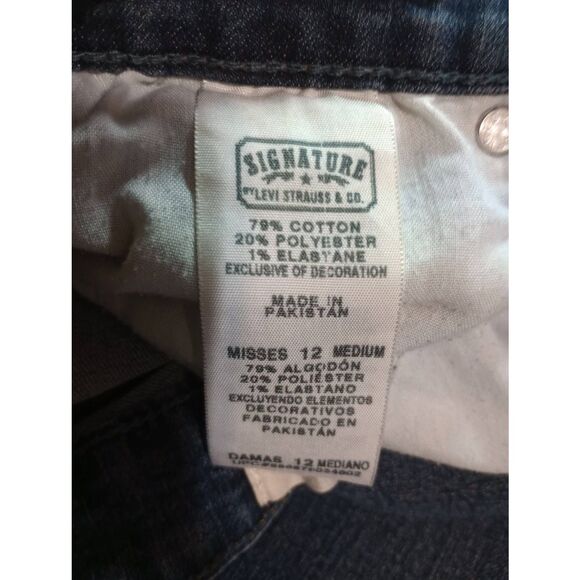 SIGNATURE
BY LEVI STRAUSS & CO.
79% COTTON
20% POLYESTER
1% ELASTANE
EXCLUSIVE OF DECORATION
MADE IN
PAKISTAN
MISSES 12 MEDIUM
79% ALGODÓN
20% POLIÉSTER
1% ELASTANO
EXCLUYENDO ELEMENTOS
DECORATIVOS
FABRICADO EN
PAKISTÁN
DAMAS 12 MEDIANO